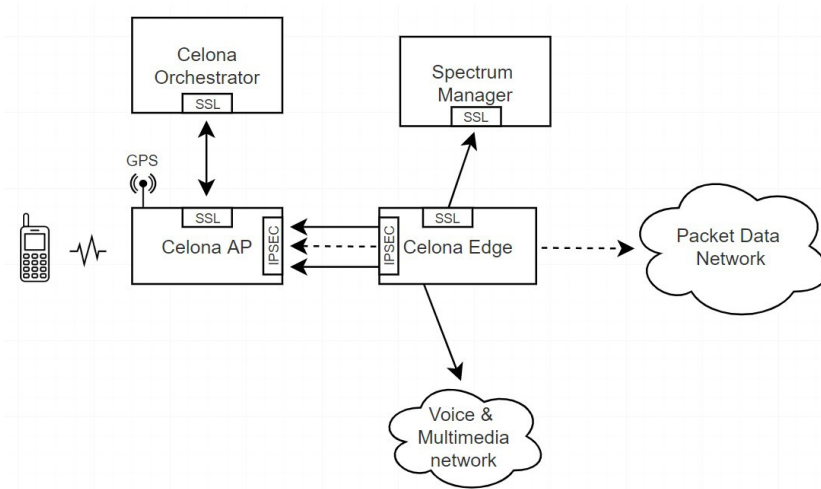 Celona
Orchestrator
SSL
Spectrum
Manager
SSL
GPS
SSL
Celona AP
IPSEC
IPSEC
SSL
Celona Edge
Packet Data
Network
Voice &
Multimedia
network